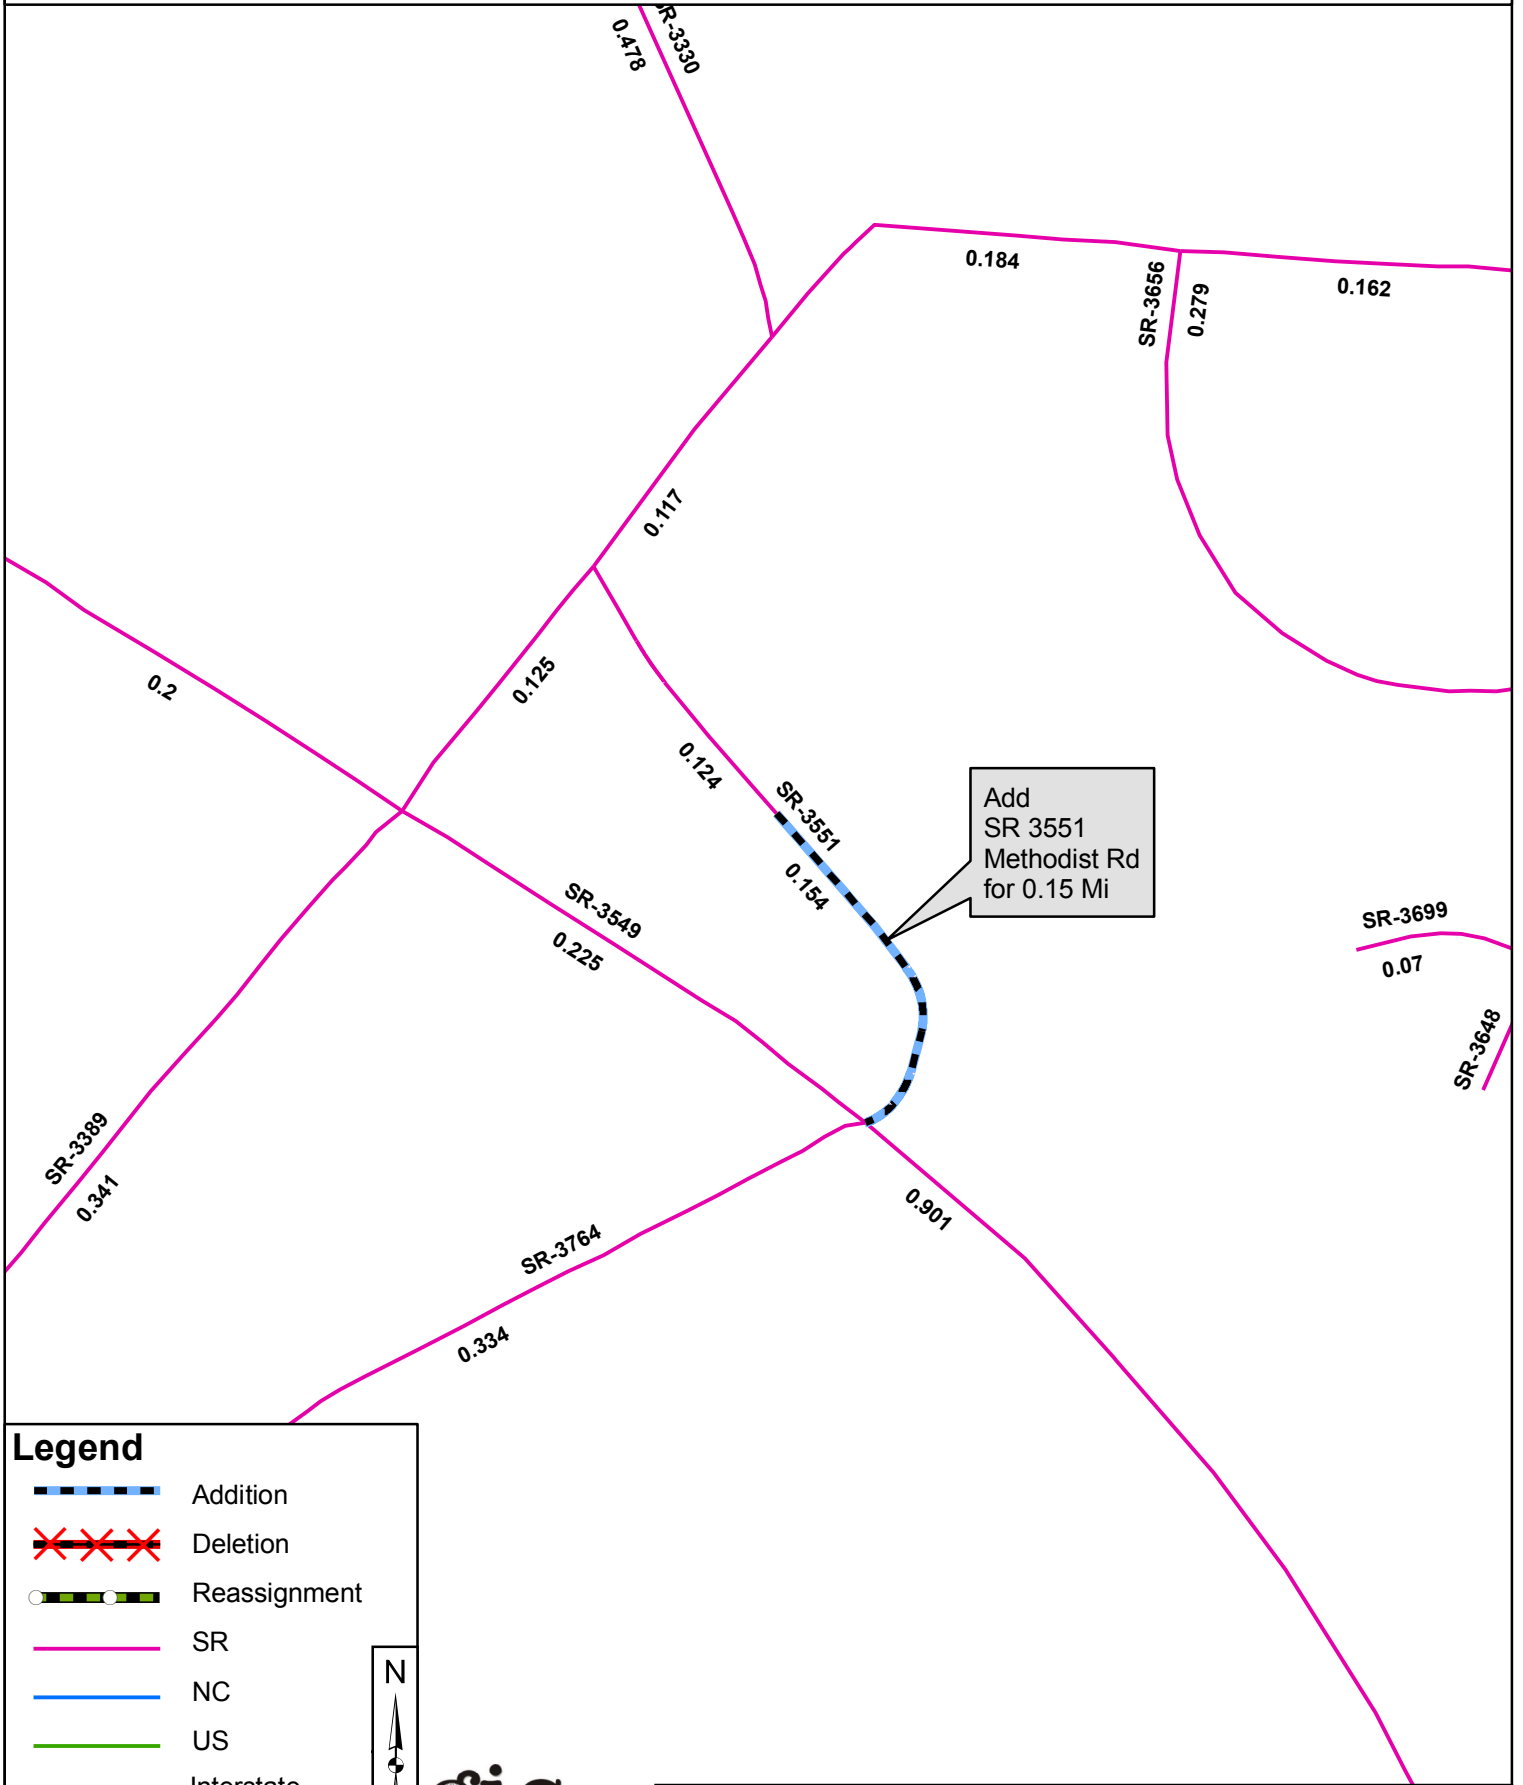 SR-3330
0.478
0.184
SR-3656
0.279
0.162
0.117
0.125
0.2
0.124
SR-3551
0.154
Add
SR 3551
Methodist Rd
for 0.15 Mi
SR-3549
0.225
SR-3699
0.07
SR-3648
SR-3389
0.341
SR-3764
0.334
0.901
Legend
Addition
Deletion
Reassignment
SR
N
NC
US
Interstate